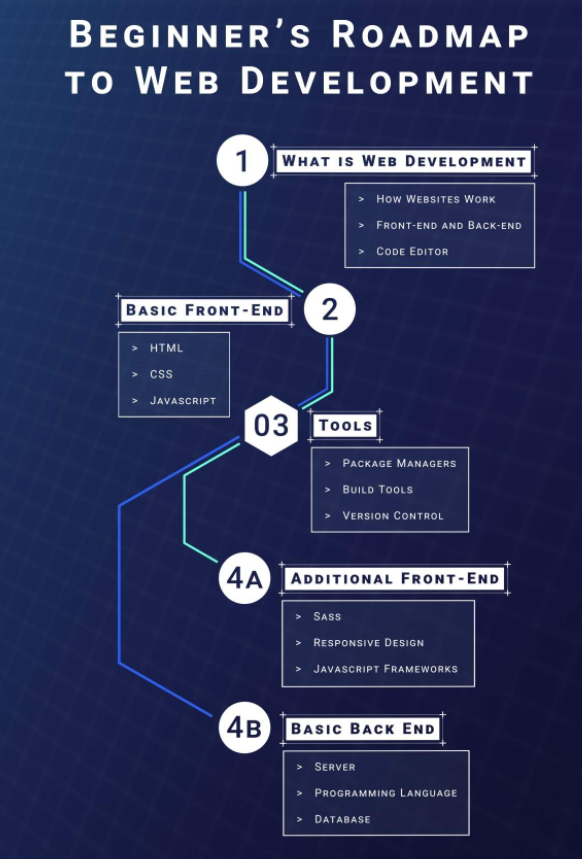 Beginner's Roadmap
to Web Development
1
What is Web Development
> How Websites Work
> Front-end and Back-end
> Code Editor
2
Basic Front-End
> HTML
> CSS
> Javascript
03
Tools
> Package Managers
> Build Tools
> Version Control
4A
Additional Front-End
> Sass
> Responsive Design
> Javascript Frameworks
4B
Basic Back End
> Server
> Programming Language
> Database